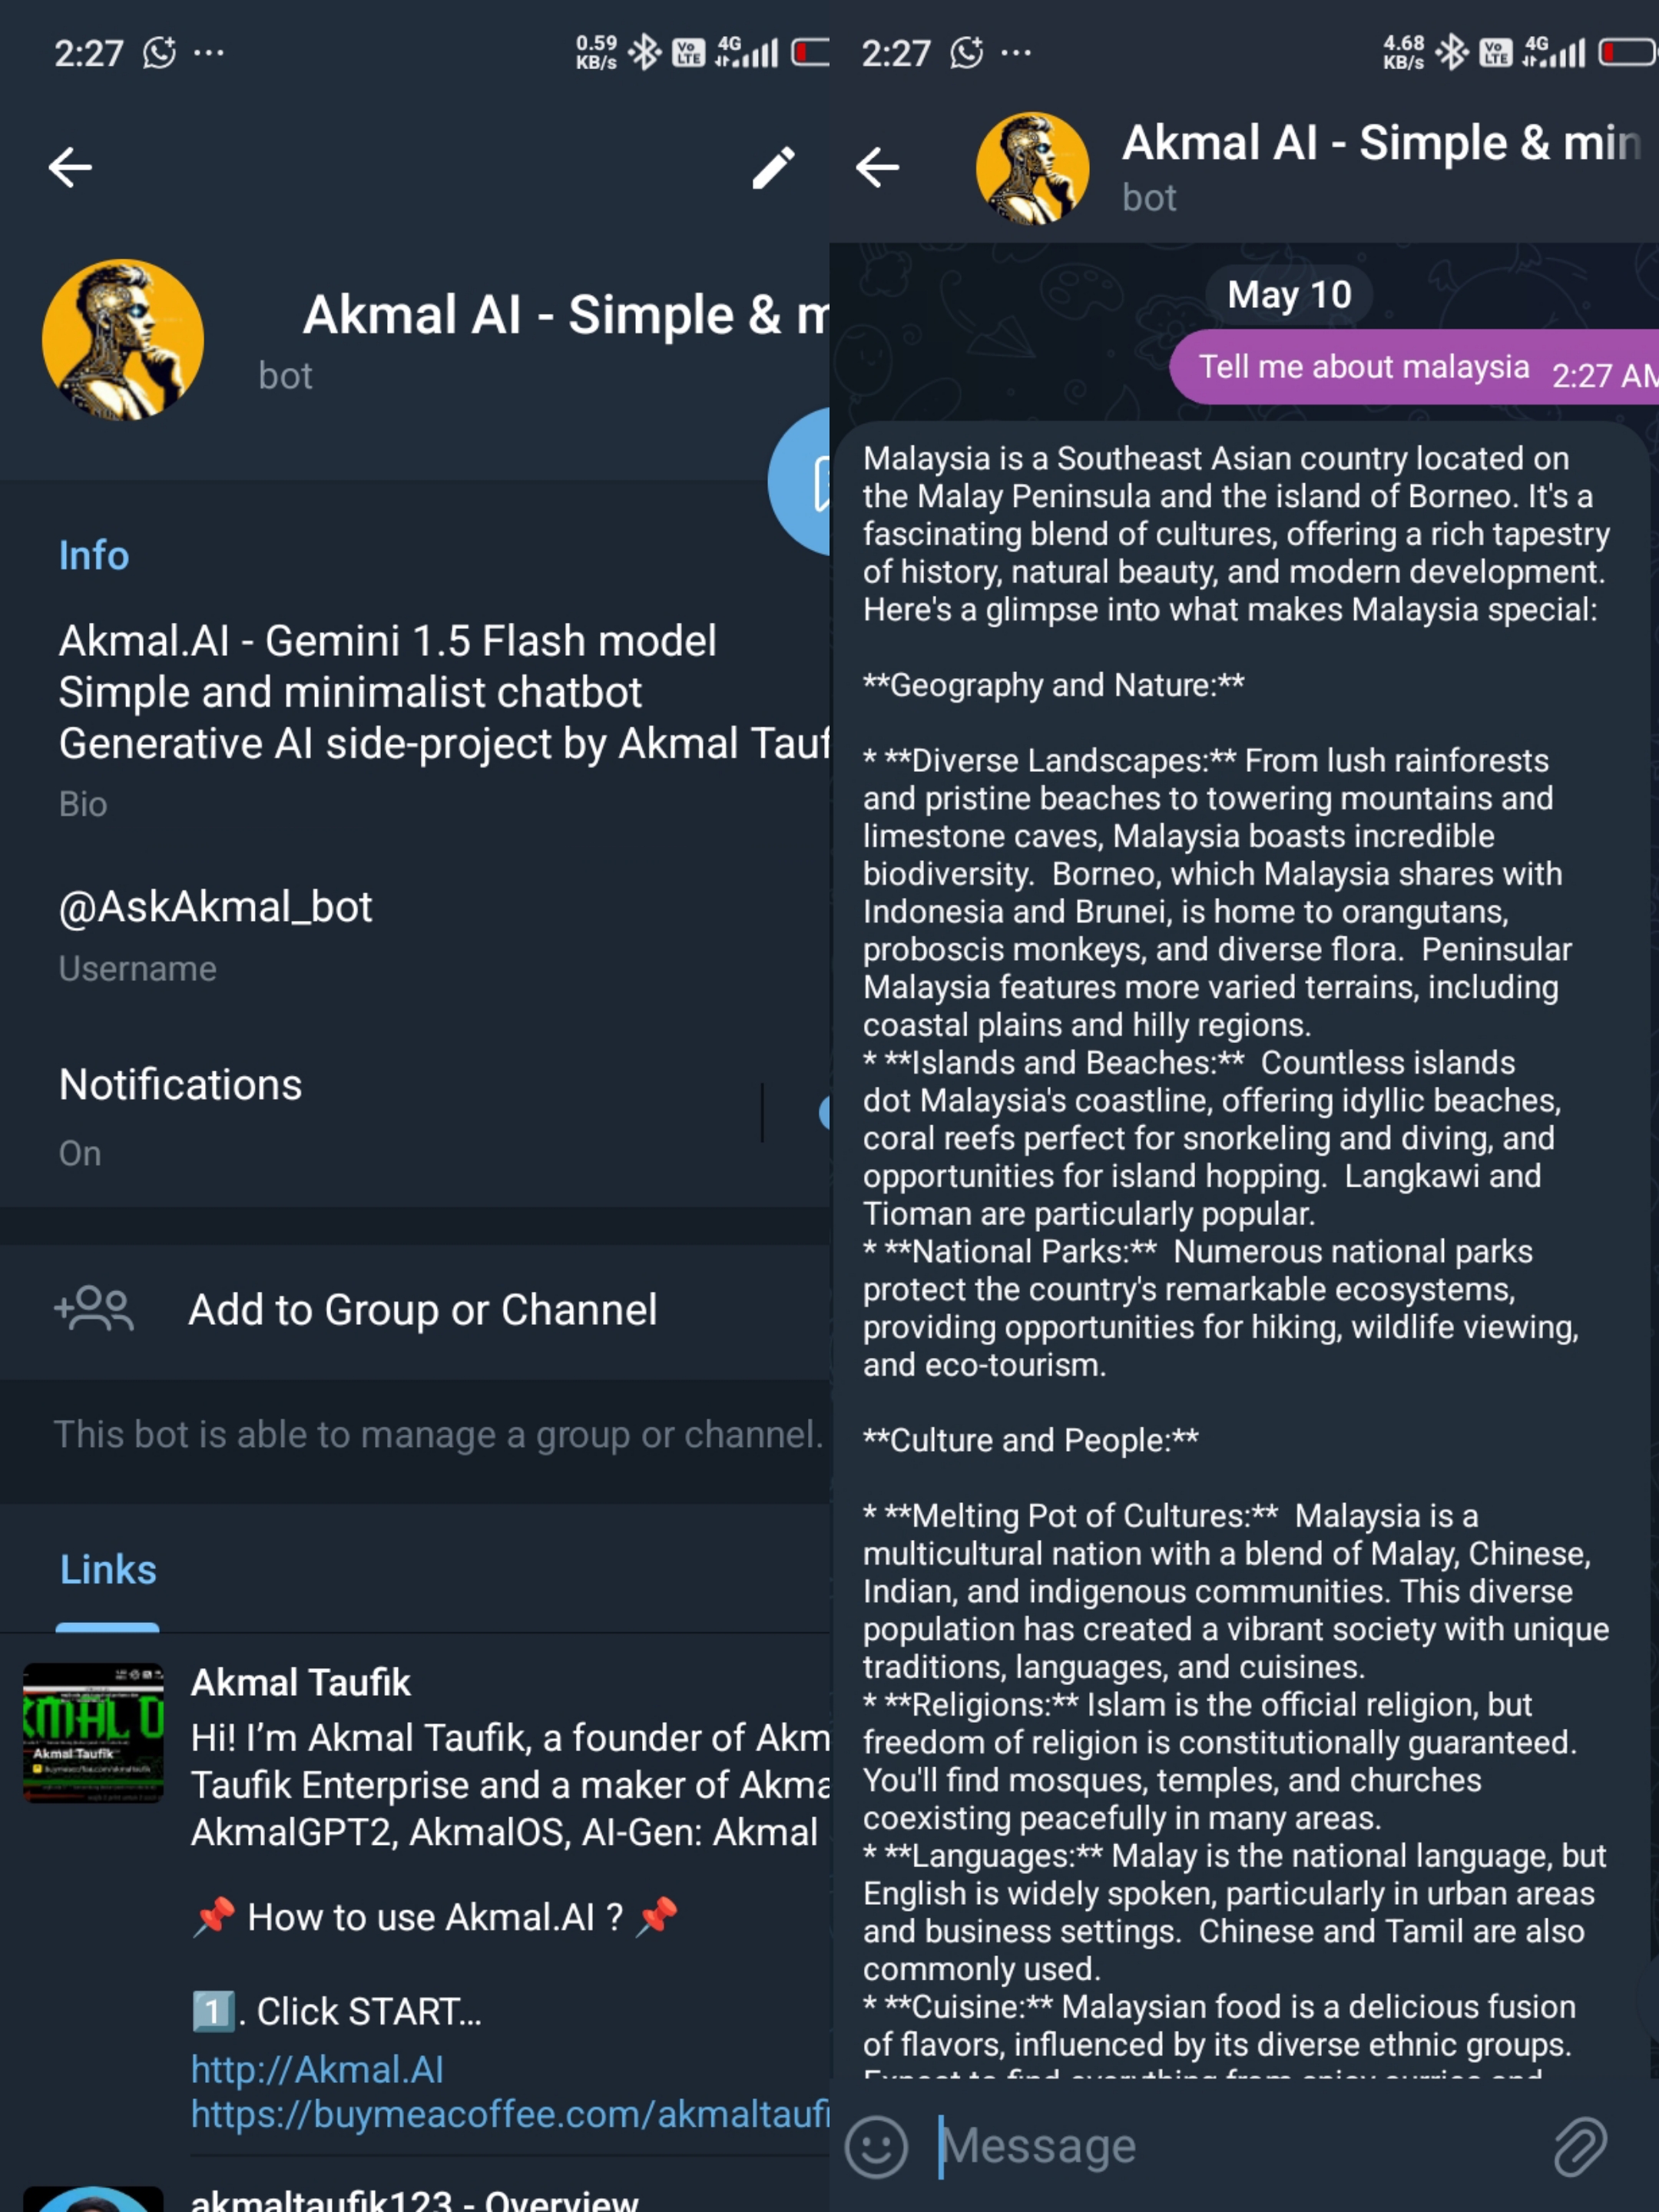 2:27
0.59 KB/s
Vo LTE
4G
Akmal AI - Simple & m
bot
Info
Akmal.AI - Gemini 1.5 Flash model
Simple and minimalist chatbot
Generative AI side-project by Akmal Tauf
Bio
@AskAkmal_bot
Username
Notifications
On
Add to Group or Channel
This bot is able to manage a group or channel.
Links
Akmal Taufik
Hi! I’m Akmal Taufik, a founder of Akm
Taufik Enterprise and a maker of Akma
AkmalGPT2, AkmalOS, AI-Gen: Akmal
📌 How to use Akmal.AI ? 📌
1️⃣. Click START...
http://Akmal.AI
https://buymeacoffee.com/akmaltaufi
akmaltaufik123 - Overview
Akmal Taufik
2:27
4.68 KB/s
Vo LTE
4G
Akmal AI - Simple & min
bot
May 10
Tell me about malaysia 2:27 AM
Malaysia is a Southeast Asian country located on
the Malay Peninsula and the island of Borneo. It's a
fascinating blend of cultures, offering a rich tapestry
of history, natural beauty, and modern development.
Here's a glimpse into what makes Malaysia special:
**Geography and Nature:**
* **Diverse Landscapes:** From lush rainforests
and pristine beaches to towering mountains and
limestone caves, Malaysia boasts incredible
biodiversity.  Borneo, which Malaysia shares with
Indonesia and Brunei, is home to orangutans,
proboscis monkeys, and diverse flora.  Peninsular
Malaysia features more varied terrains, including
coastal plains and hilly regions.
* **Islands and Beaches:**  Countless islands
dot Malaysia's coastline, offering idyllic beaches,
coral reefs perfect for snorkeling and diving, and
opportunities for island hopping.  Langkawi and
Tioman are particularly popular.
* **National Parks:**  Numerous national parks
protect the country's remarkable ecosystems,
providing opportunities for hiking, wildlife viewing,
and eco-tourism.
**Culture and People:**
* **Melting Pot of Cultures:**  Malaysia is a
multicultural nation with a blend of Malay, Chinese,
Indian, and indigenous communities. This diverse
population has created a vibrant society with unique
traditions, languages, and cuisines.
* **Religions:** Islam is the official religion, but
freedom of religion is constitutionally guaranteed.
You'll find mosques, temples, and churches
coexisting peacefully in many areas.
* **Languages:** Malay is the national language, but
English is widely spoken, particularly in urban areas
and business settings.  Chinese and Tamil are also
commonly used.
* **Cuisine:** Malaysian food is a delicious fusion
of flavors, influenced by its diverse ethnic groups.
Expect to find everything from spicy curries and
Message